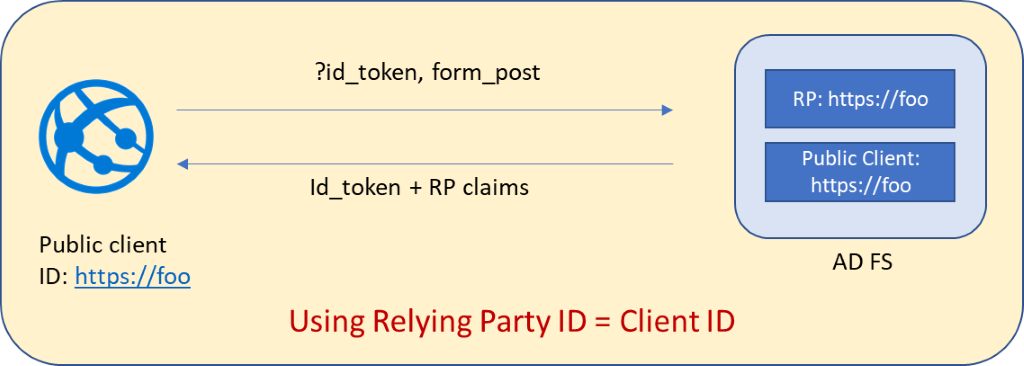 ?id_token, form_post
RP: https://foo
Public Client:
https://foo
Id_token + RP claims
Public client
ID: https://foo
AD FS
Using Relying Party ID = Client ID